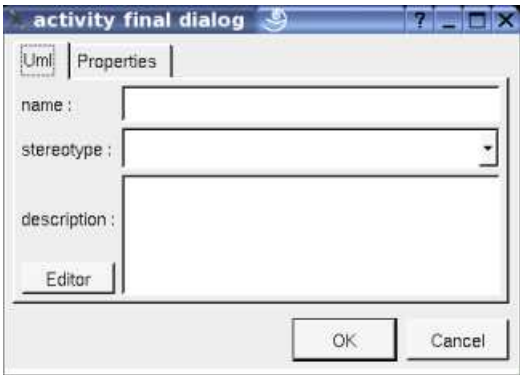 activity final dialog ?
Uml Properties
name :
stereotype :
description :
Editor
OK Cancel